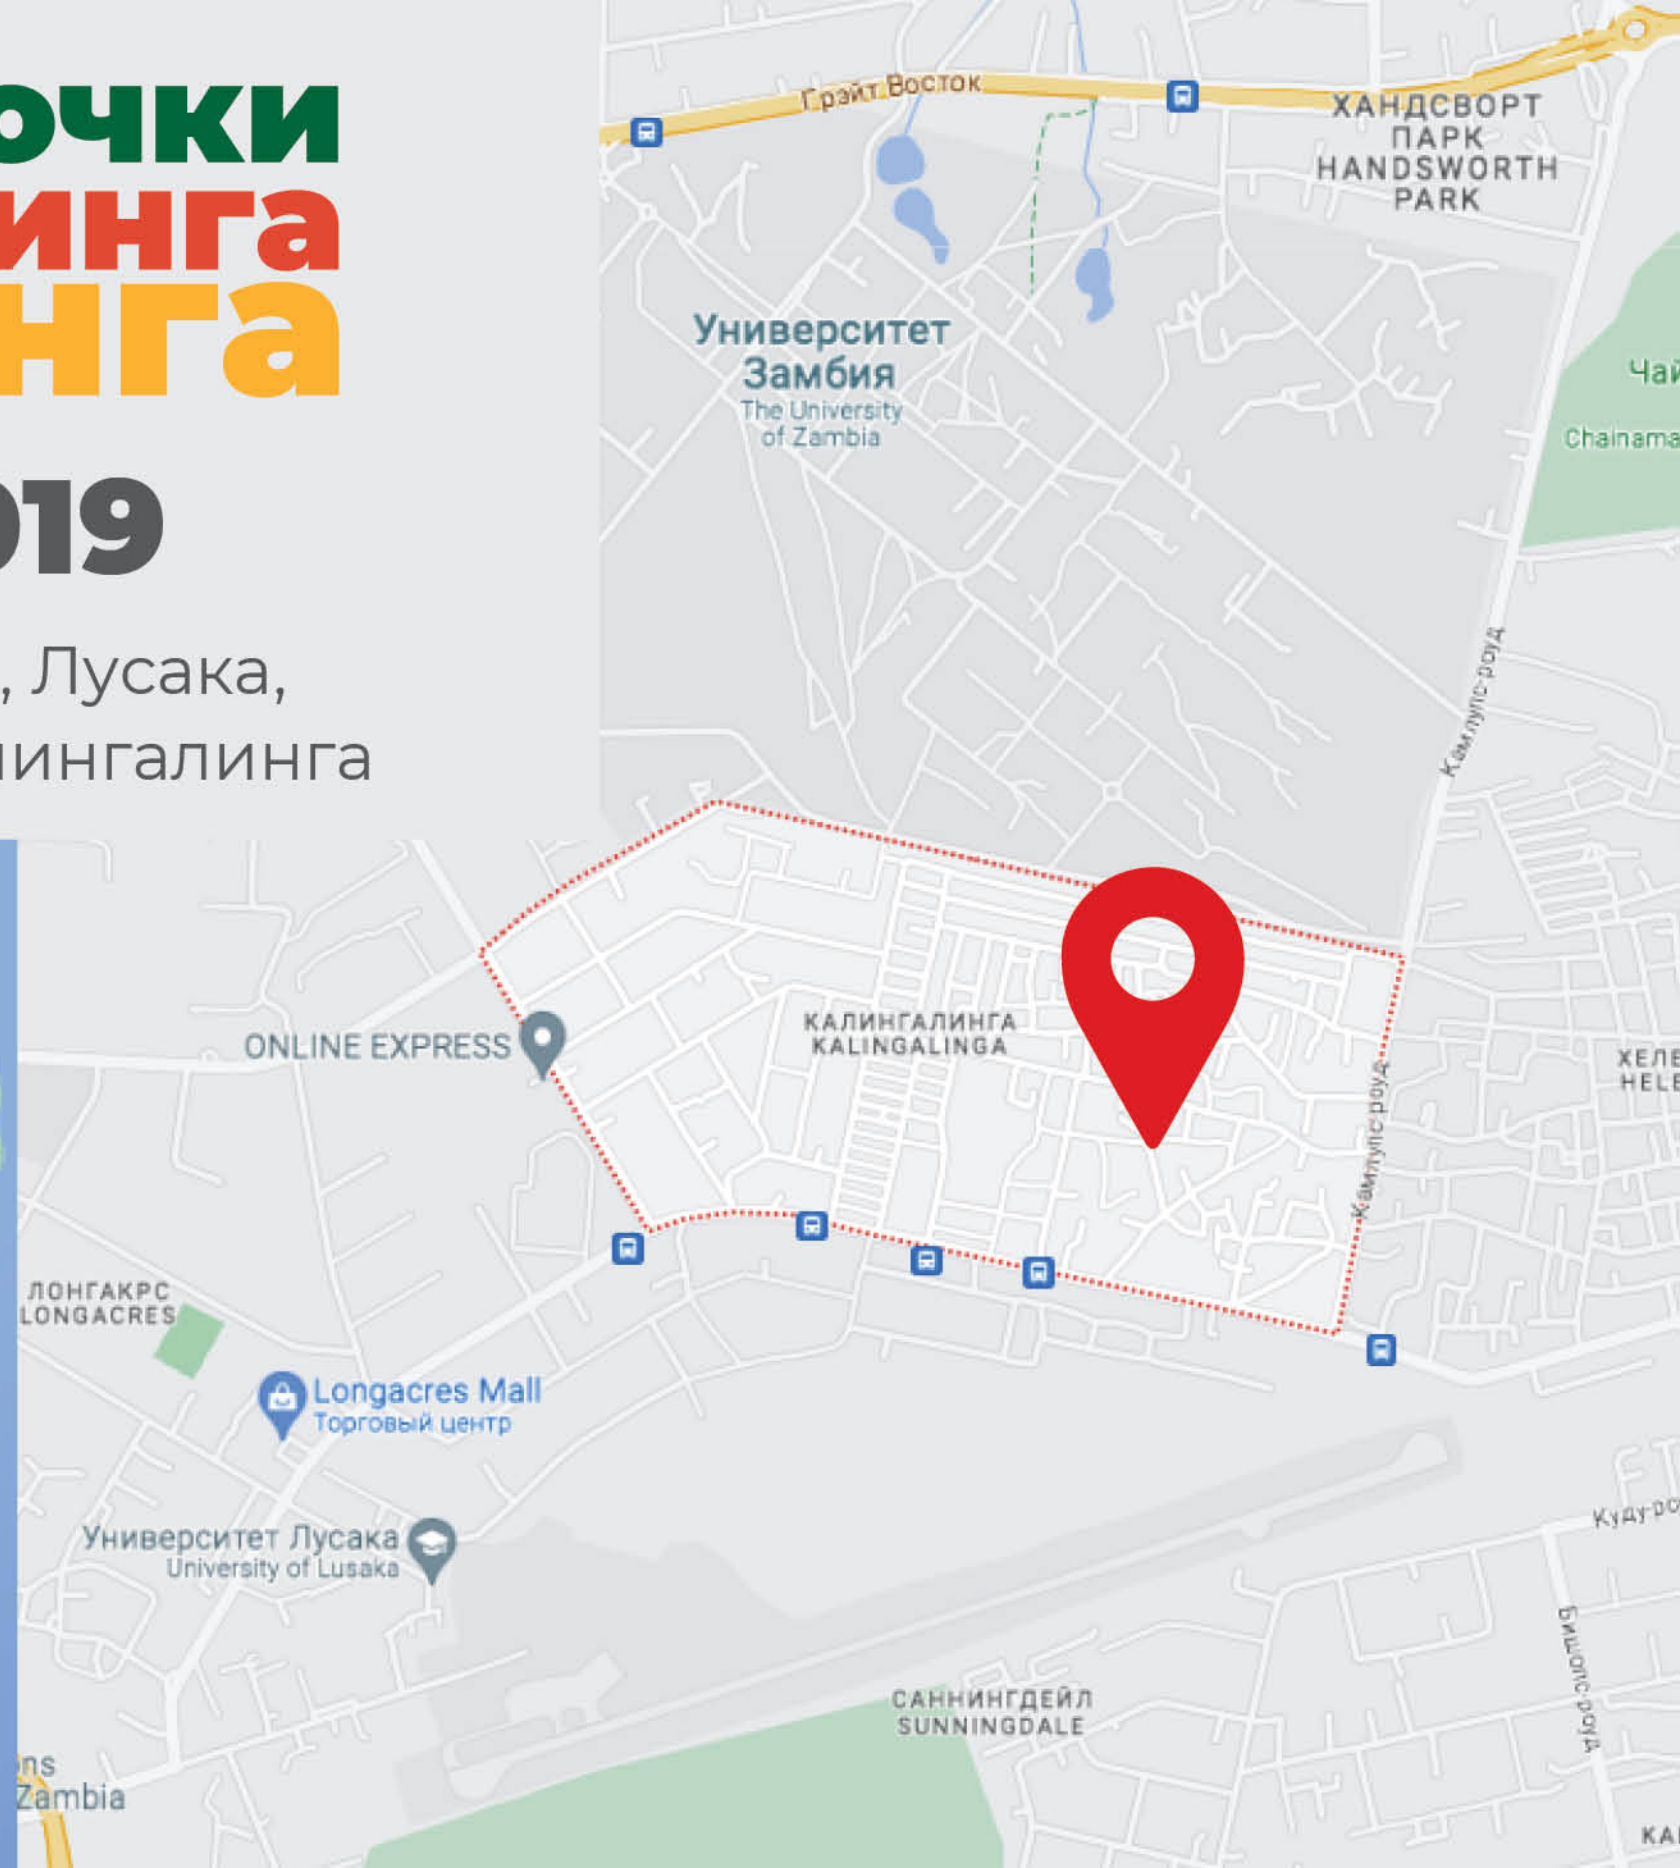 очки
инга
нга
019
, Лусака,
ингалинга
Грэйт Восток
ХАНДСВОРТ
ПАРК
HANDSWORTH
PARK
Университет
Замбия
The University
of Zambia
Чай
Chainama
Камлупс-роуд
ONLINE EXPRESS
КАЛИНГАЛИНГА
KALINGALINGA
Камлупс-роуд
ХЕЛЕ
HELE
ЛОНГАКРС
LONGACRES
Longacres Mall
Торговый центр
Университет Лусака
University of Lusaka
Куду-ро
Бишопс-роуд
САННИНГДЕЙЛ
SUNNINGDALE
ns
Zambia
КА